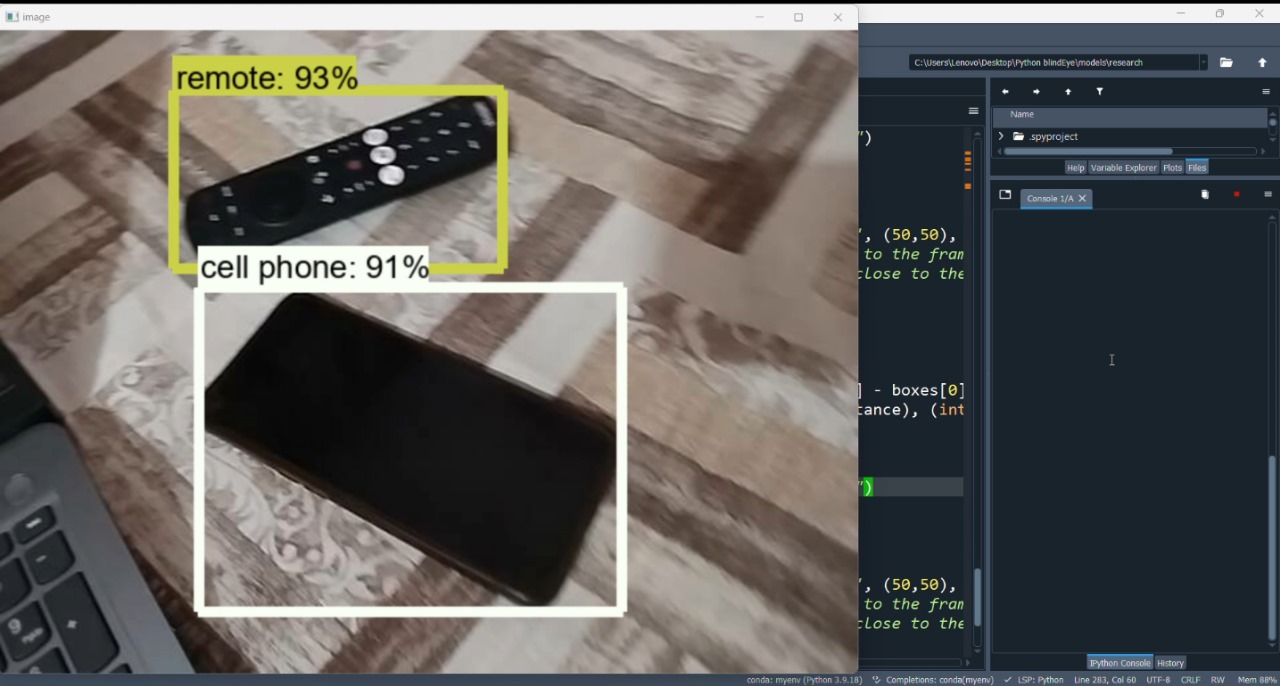 image
remote: 93%
cell phone: 91%
C:\Users\Lenovo\Desktop\Python blindEye\models\research
Name
.spyproject
Help Variable Explorer Plots Files
Console 1/A
")
", (50,50),
to the fram
close to the
] - boxes[0]
tance), (int
")
", (50,50),
to the fram
close to the
9
IPython Console History
conda: myenv (Python 3.9.18) Completions: conda(myenv) LSP: Python Line 283, Col 60 UTF-8 CRLF RW Mem 88%